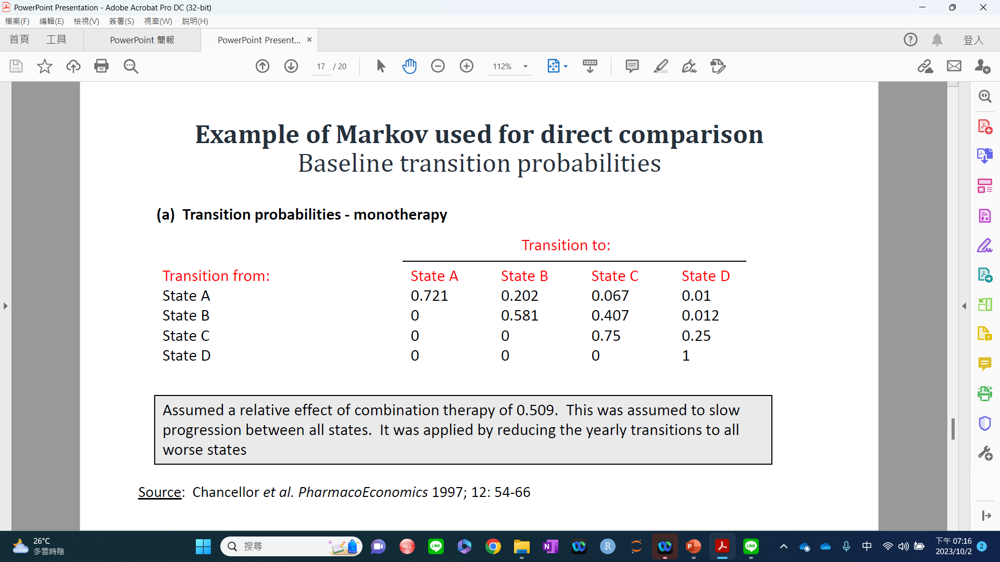 PowerPoint Presentation - Adobe Acrobat Pro DC (32-bit)
檔案(F) 編輯(E) 檢視(V) 簽署(S) 視窗(W) 說明(H)
首頁 工具 PowerPoint 簡報 PowerPoint Present... 登入
17 / 20 112%
Example of Markov used for direct comparison
Baseline transition probabilities
(a) Transition probabilities - monotherapy
Transition to:
Transition from: State A State B State C State D
State A 0.721 0.202 0.067 0.01
State B 0 0.581 0.407 0.012
State C 0 0 0.75 0.25
State D 0 0 0 1
Assumed a relative effect of combination therapy of 0.509. This was assumed to slow
progression between all states. It was applied by reducing the yearly transitions to all
worse states
Source: Chancellor et al. PharmacoEconomics 1997; 12: 54-66
26°C
多雲時陰
搜尋
REC
LINE
N
R
P
LINE
中
下午 07:16
2023/10/2
2